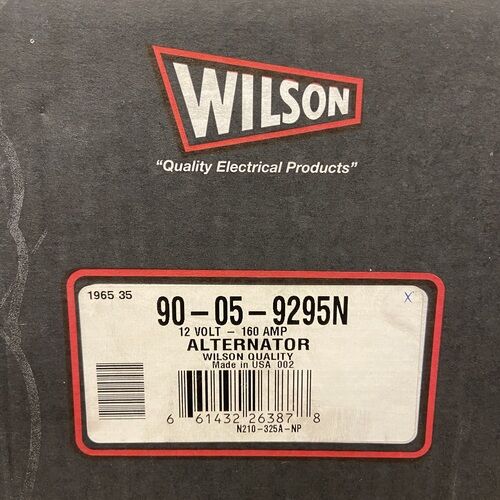 WILSON
"Quality Electrical Products"
1965 35
X
90-05-9295N
12 VOLT - 160 AMP
ALTERNATOR
WILSON QUALITY
Made in USA 002
6 61432 26387 8
N210-325A-NP